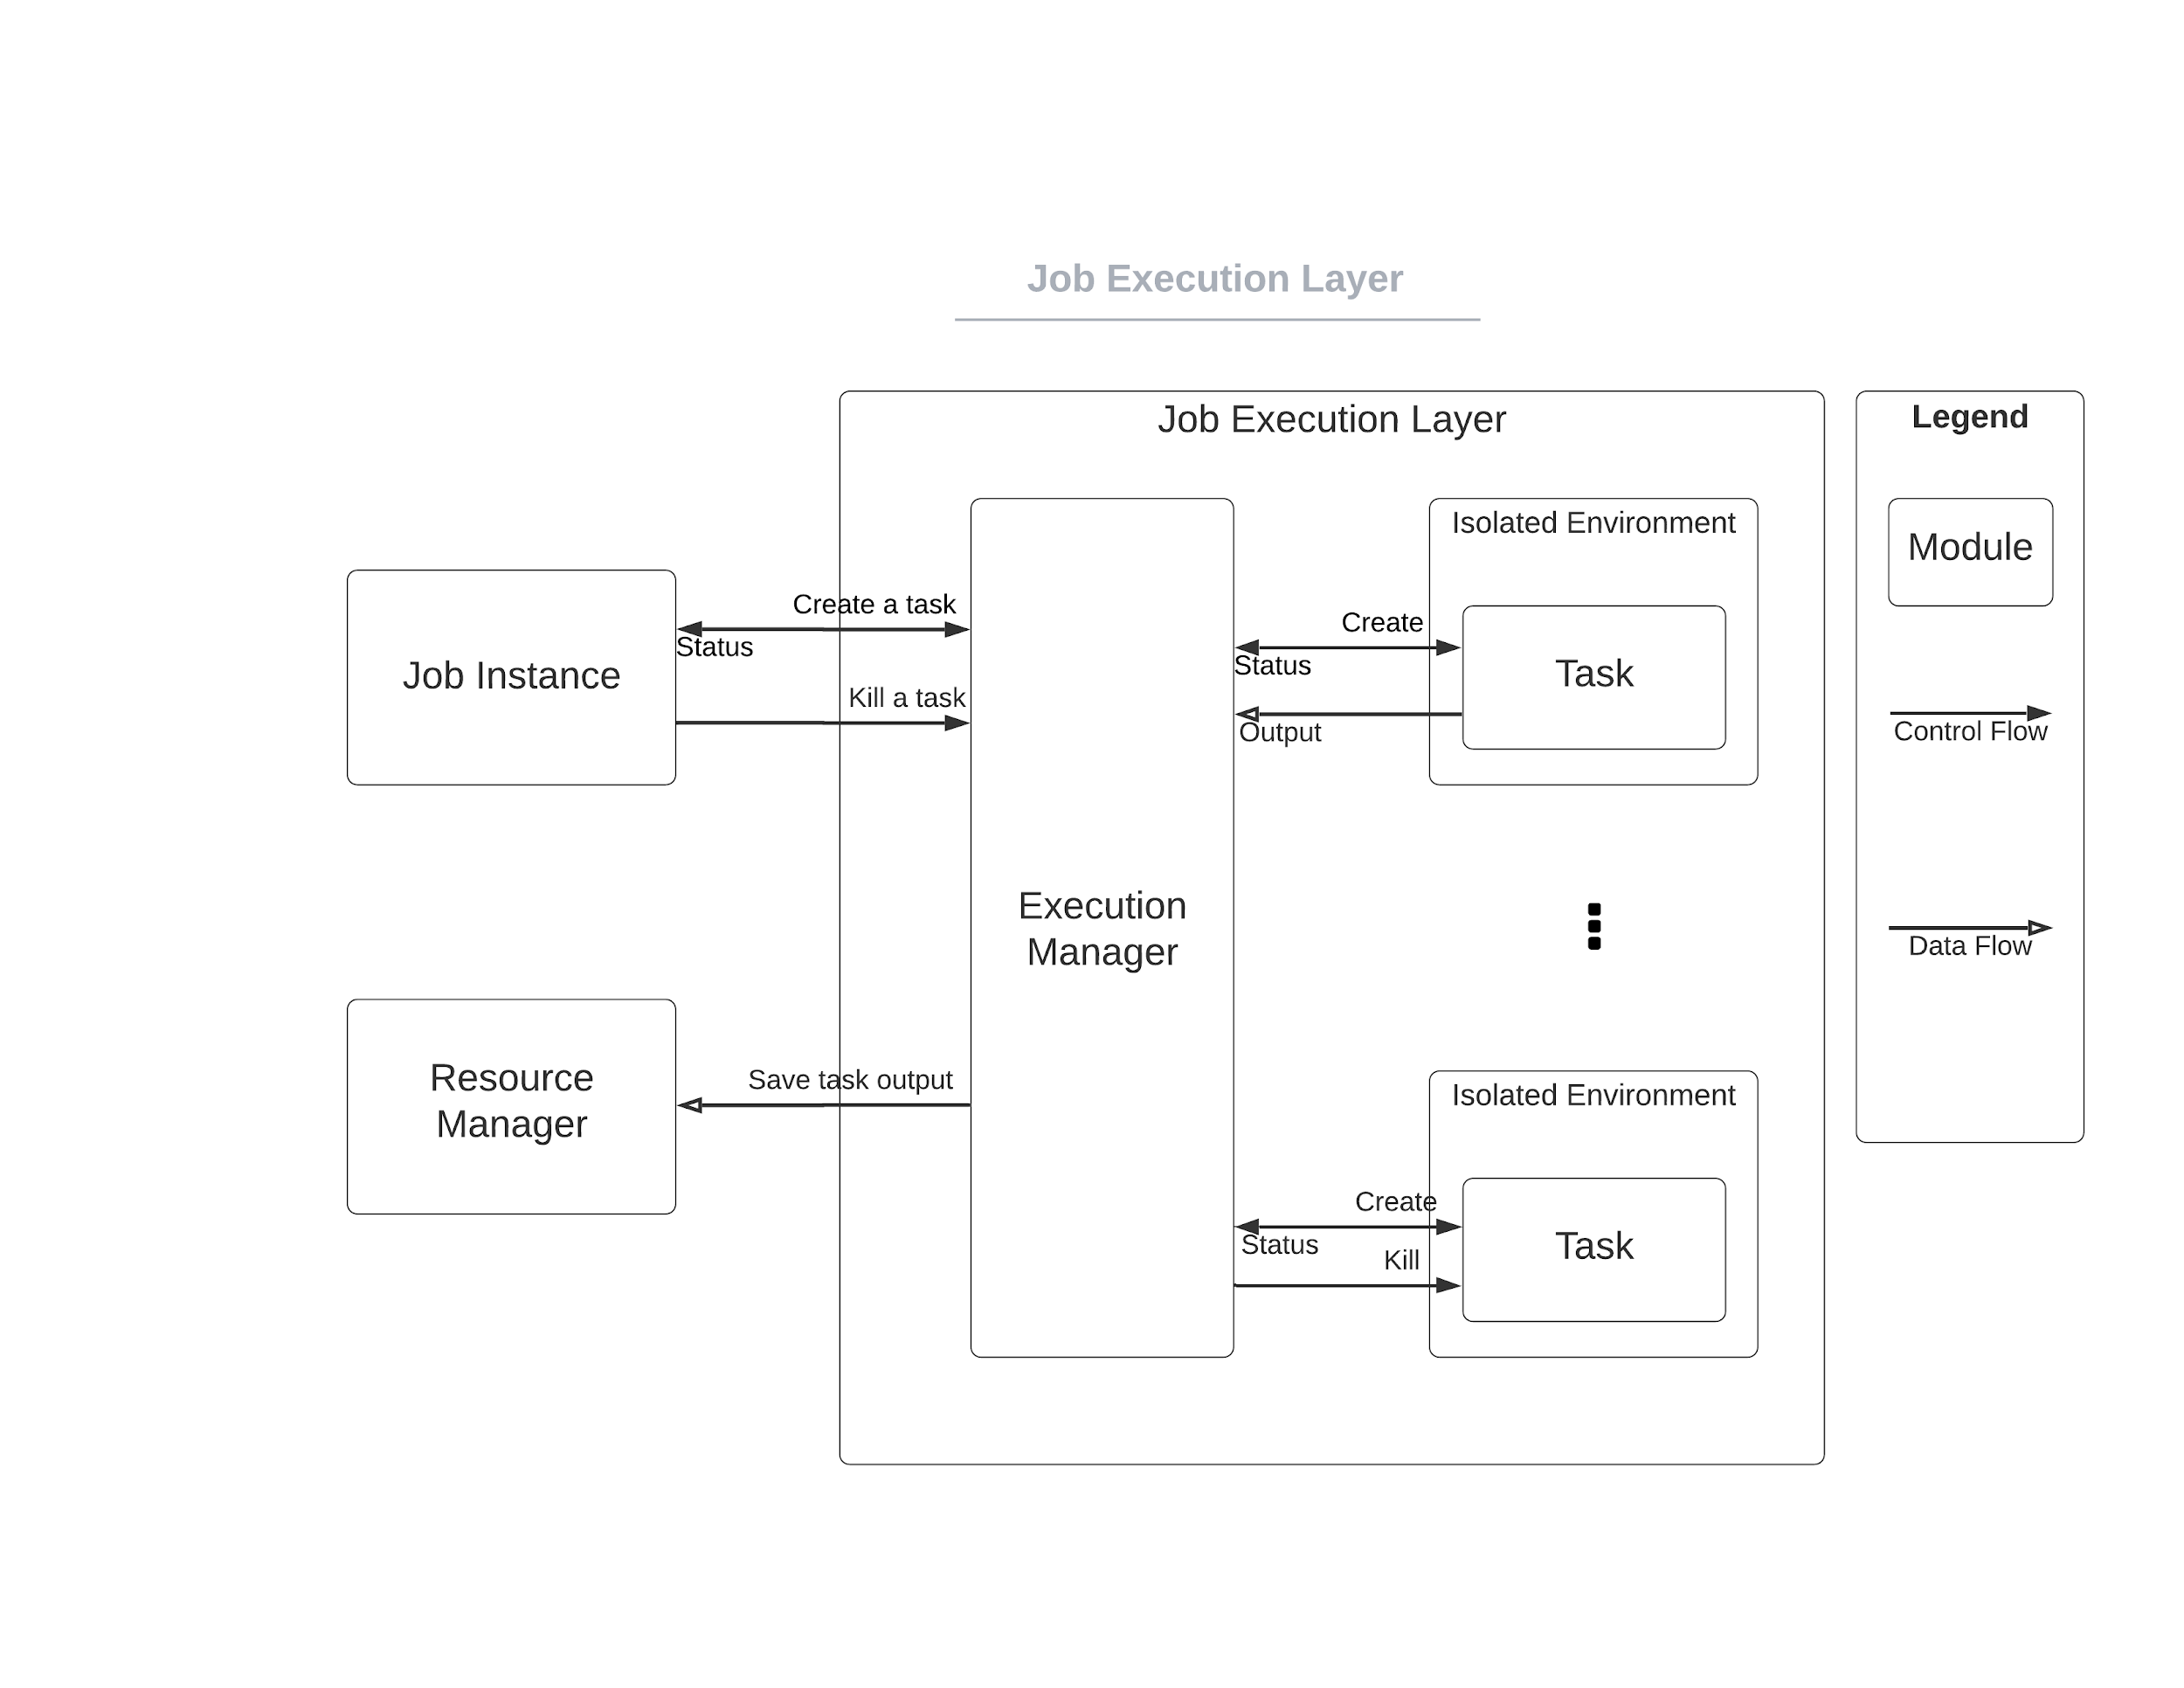 Job Execution Layer
Job Execution Layer
Legend
Isolated Environment
Module
Create a task
Status
Job Instance
Kill a task
Create
Status
Task
Output
Control Flow
Execution
Manager
Data Flow
Resource
Manager
Save task output
Isolated Environment
Create
Status
Kill
Task